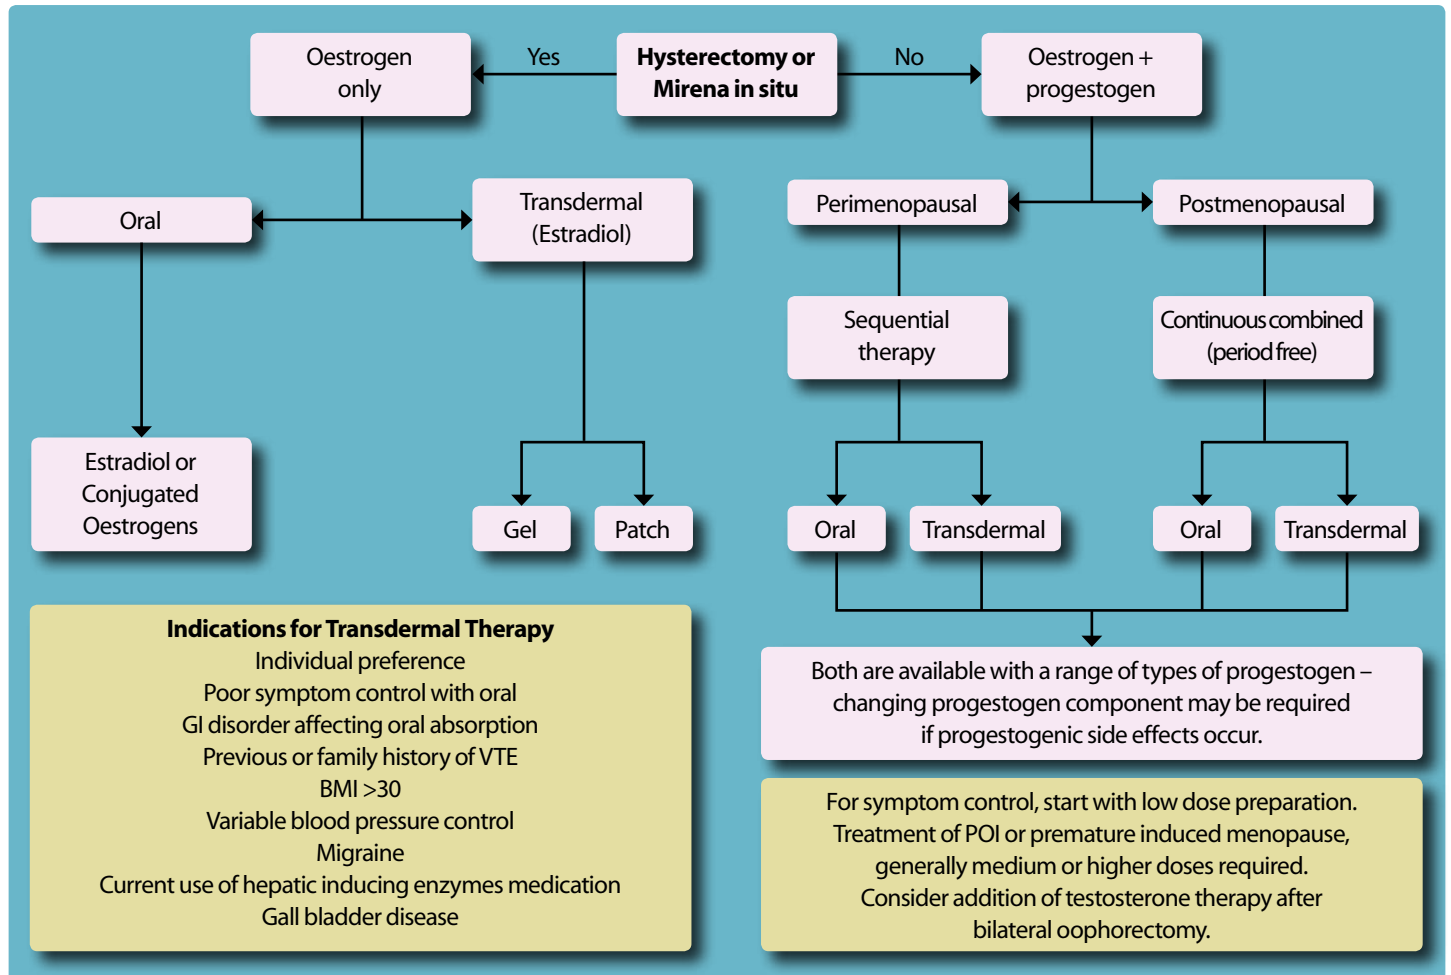 Oestrogen
only
Yes
Hysterectomy or
Mirena in situ
No
Oestrogen +
progestogen
Oral
Transdermal
(Estradiol)
Perimenopausal
Postmenopausal
Sequential
therapy
Continuous combined
(period free)
Estradiol or
Conjugated
Oestrogens
Gel
Patch
Oral
Transdermal
Oral
Transdermal
Indications for Transdermal Therapy
Individual preference
Poor symptom control with oral
GI disorder affecting oral absorption
Previous or family history of VTE
BMI >30
Variable blood pressure control
Migraine
Current use of hepatic inducing enzymes medication
Gall bladder disease
Both are available with a range of types of progestogen –
changing progestogen component may be required
if progestogenic side effects occur.
For symptom control, start with low dose preparation.
Treatment of POI or premature induced menopause,
generally medium or higher doses required.
Consider addition of testosterone therapy after
bilateral oophorectomy.